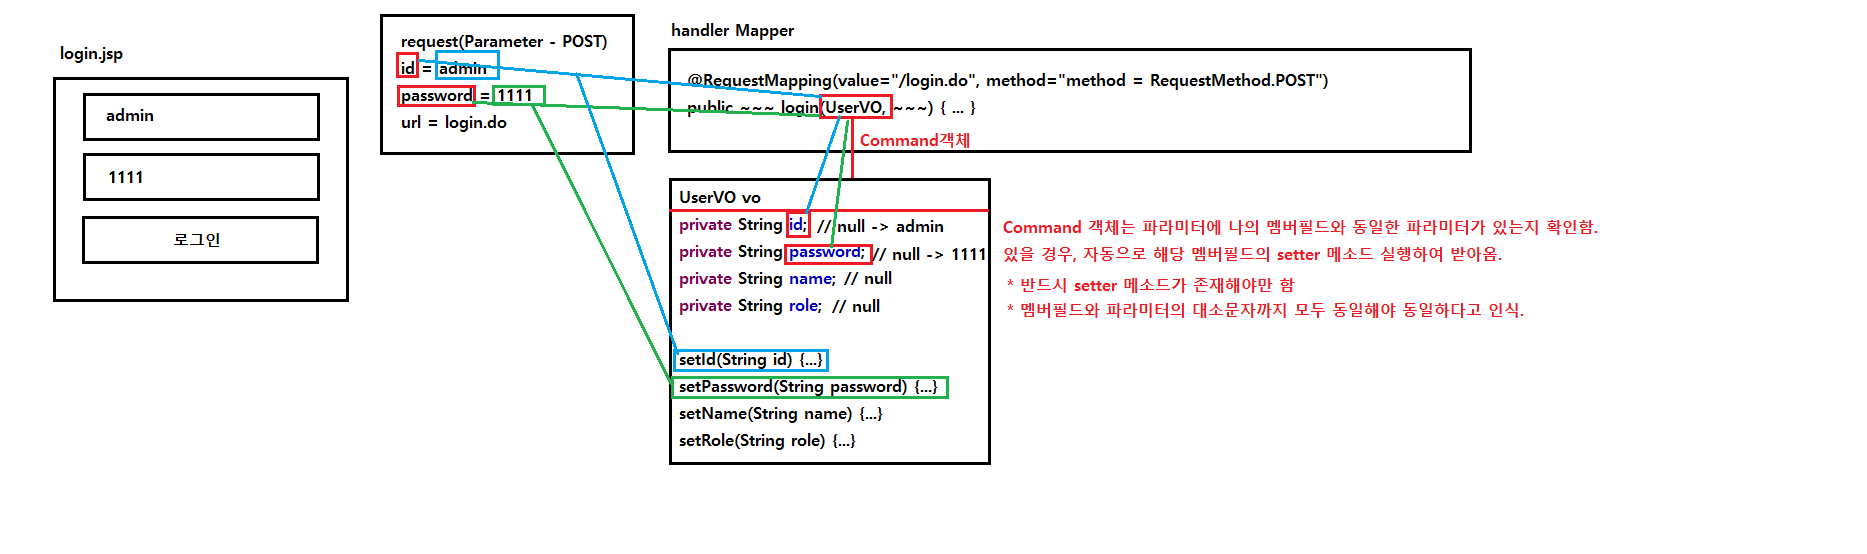 login.jsp
admin
1111
로그인
request(Parameter - POST)
id = admin
password = 1111
url = login.do
handler Mapper
@RequestMapping(value="/login.do", method="method = RequestMethod.POST")
public ~~~ login(UserVO, ~~~) { ... }
Command객체
UserVO vo
private String id; // null -> admin
private String password; // null -> 1111
private String name; // null
private String role; // null
setId(String id) {...}
setPassword(String password) {...}
setName(String name) {...}
setRole(String role) {...}
Command 객체는 파라미터에 나의 멤버필드와 동일한 파라미터가 있는지 확인함.
있을 경우, 자동으로 해당 멤버필드의 setter 메소드 실행하여 받아옴.
* 반드시 setter 메소드가 존재해야만 함
* 멤버필드와 파라미터의 대소문자까지 모두 동일해야 동일하다고 인식.